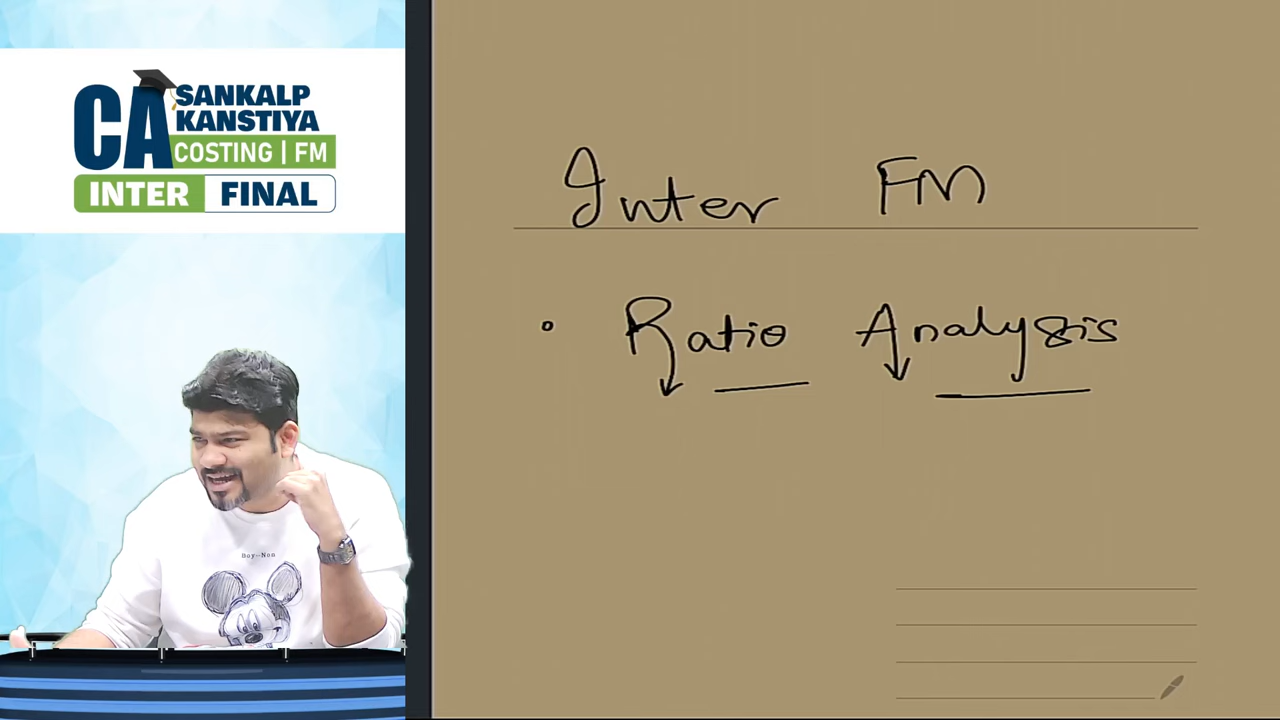 CA SANKALP
KANSTIYA
COSTING | FM
INTER FINAL
Inter FM
Ratio Analysis